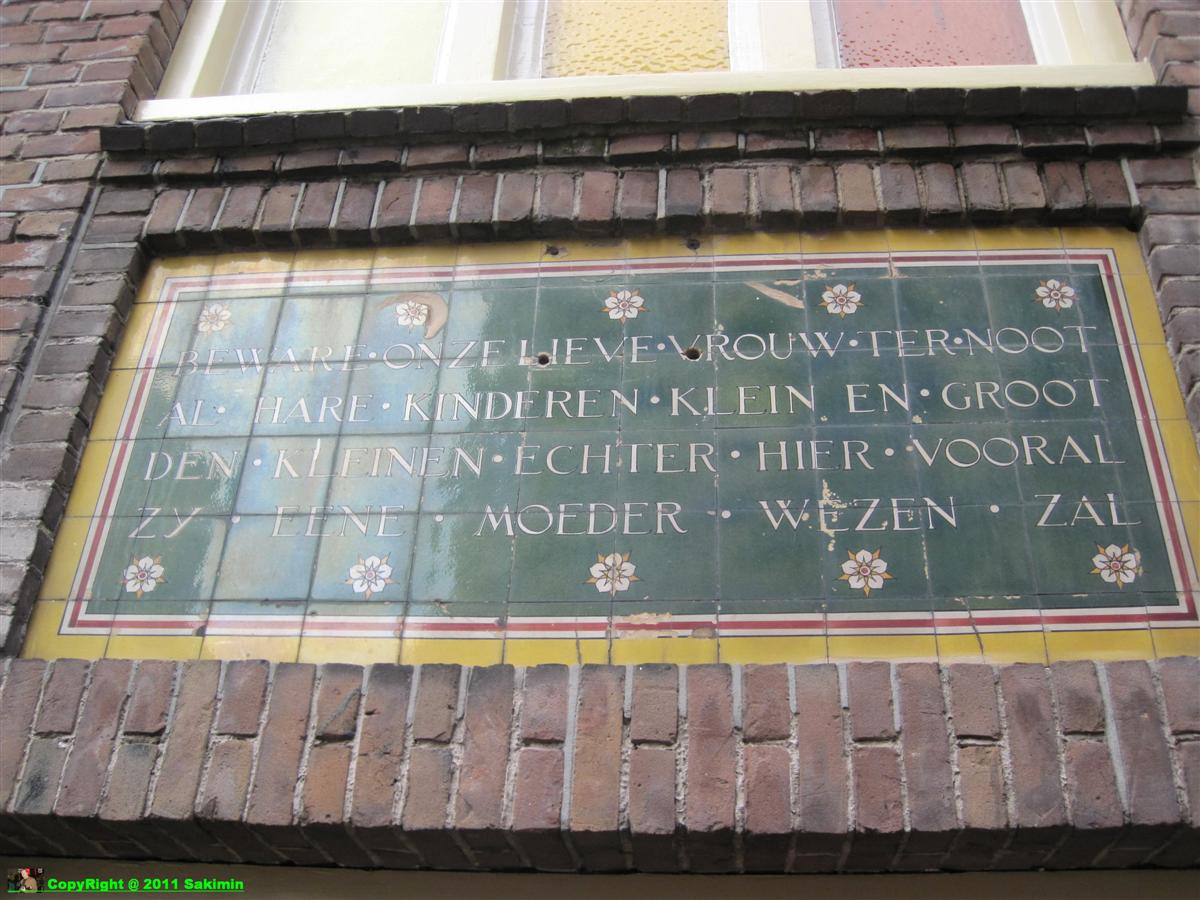 BEWARE · ONZE LIEVE · VROUW · TER · NOOT
AL · HARE · KINDEREN · KLEIN EN · GROOT
DEN · KLEINEN · ECHTER · HIER · VOORAL
ZY · EENE · MOEDER · WEZEN · ZAL
CopyRight @ 2011 Sakimin